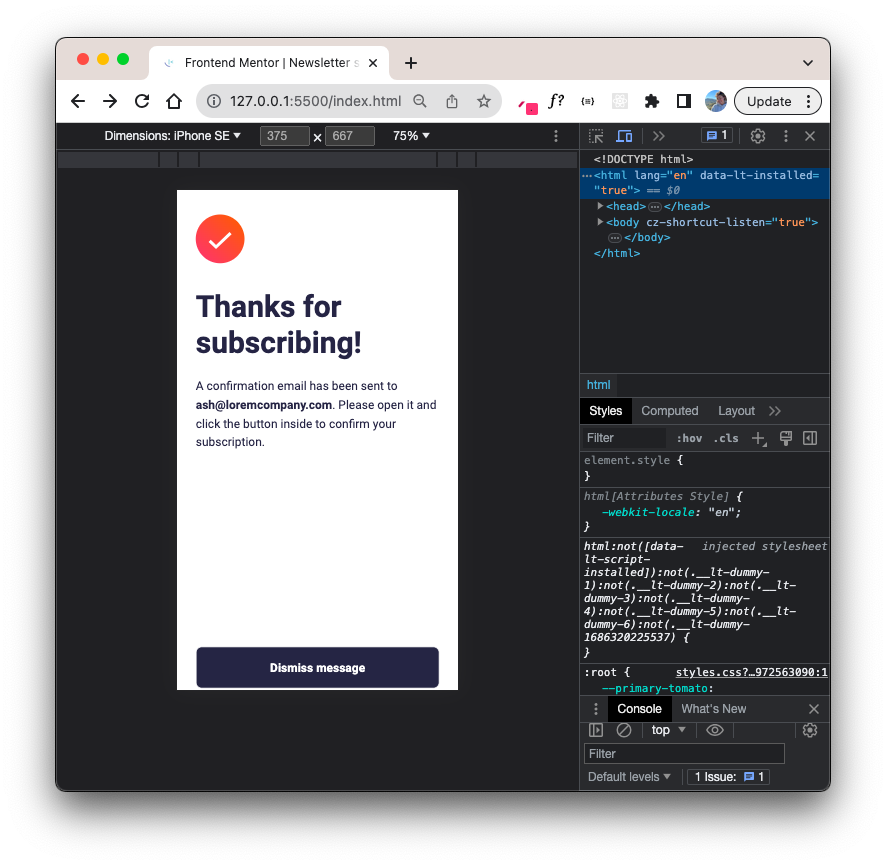 Frontend Mentor | Newsletter s
127.0.0.1:5500/index.html
f?
{≡}
Update
Dimensions: iPhone SE
375 × 667
75%
1
<!DOCTYPE html>
···<html lang="en" data-lt-installed=
"true"> == $0
<head>···</head>
<body cz-shortcut-listen="true">
···</body>
</html>
html
Styles Computed Layout
Filter :hov .cls
element.style {
}
html[Attributes Style] {
-webkit-locale: "en";
}
html:not([data- injected stylesheet
lt-script-
installed]):not(.__lt-dummy-
1):not(.__lt-dummy-2):not(.__lt-
dummy-3):not(.__lt-dummy-
4):not(.__lt-dummy-5):not(.__lt-
dummy-6):not(.__lt-dummy-
1686320225537) {
}
:root { styles.css?…972563090:1
--primary-tomato:
Console What's New
top
Filter
Default levels 1 Issue: 1
Thanks for
subscribing!
A confirmation email has been sent to
ash@loremcompany.com. Please open it and
click the button inside to confirm your
subscription.
Dismiss message